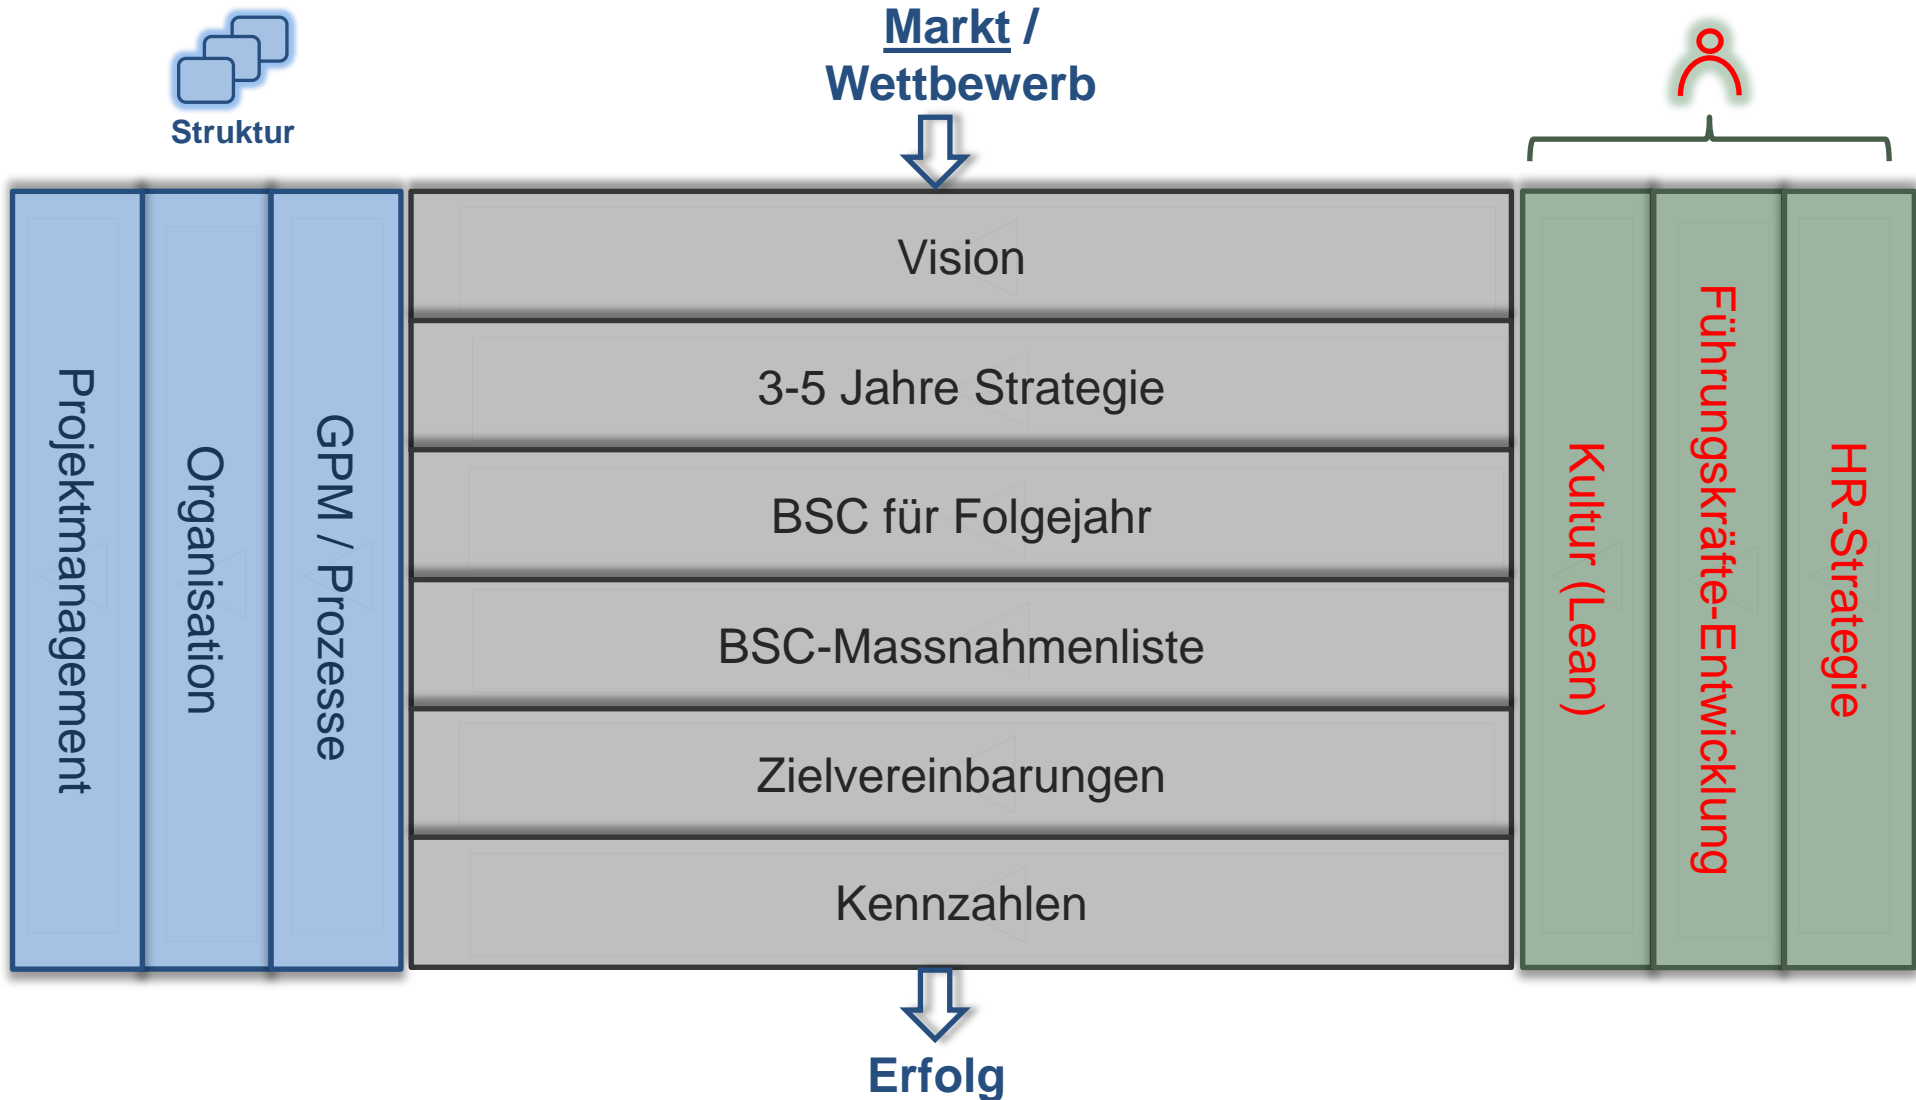 Struktur
Markt /
Wettbewerb
Projektmanagement
Organisation
GPM / Prozesse
Vision
3-5 Jahre Strategie
BSC für Folgejahr
BSC-Massnahmenliste
Zielvereinbarungen
Kennzahlen
Kultur (Lean)
Führungskräfte-Entwicklung
HR-Strategie
Erfolg